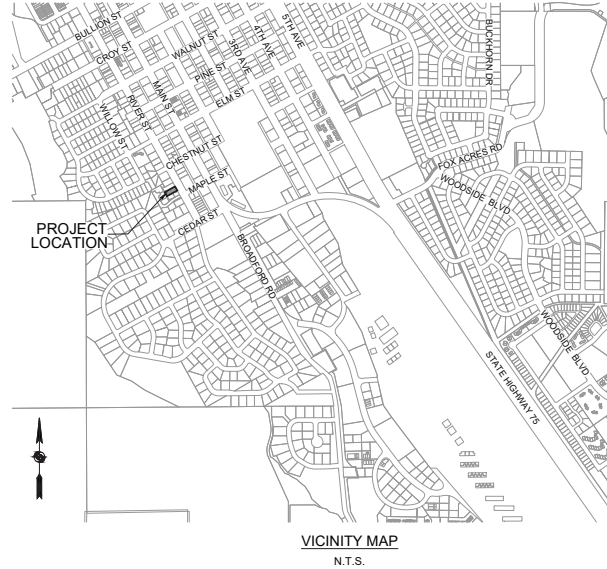 BULLION ST
CROY ST
WALNUT ST
PINE ST
ELM ST
3RD AVE
4TH AVE
5TH AVE
MAIN ST
RIVER ST
WILLOW ST
CHESTNUT ST
MAPLE ST
CEDAR ST
BUCKHORN DR
FOX ACRES RD
WOODSIDE BLVD
PROJECT
LOCATION
BROADFORD RD
WOODSIDE BLVD
STATE HIGHWAY 75
VICINITY MAP
N.T.S.